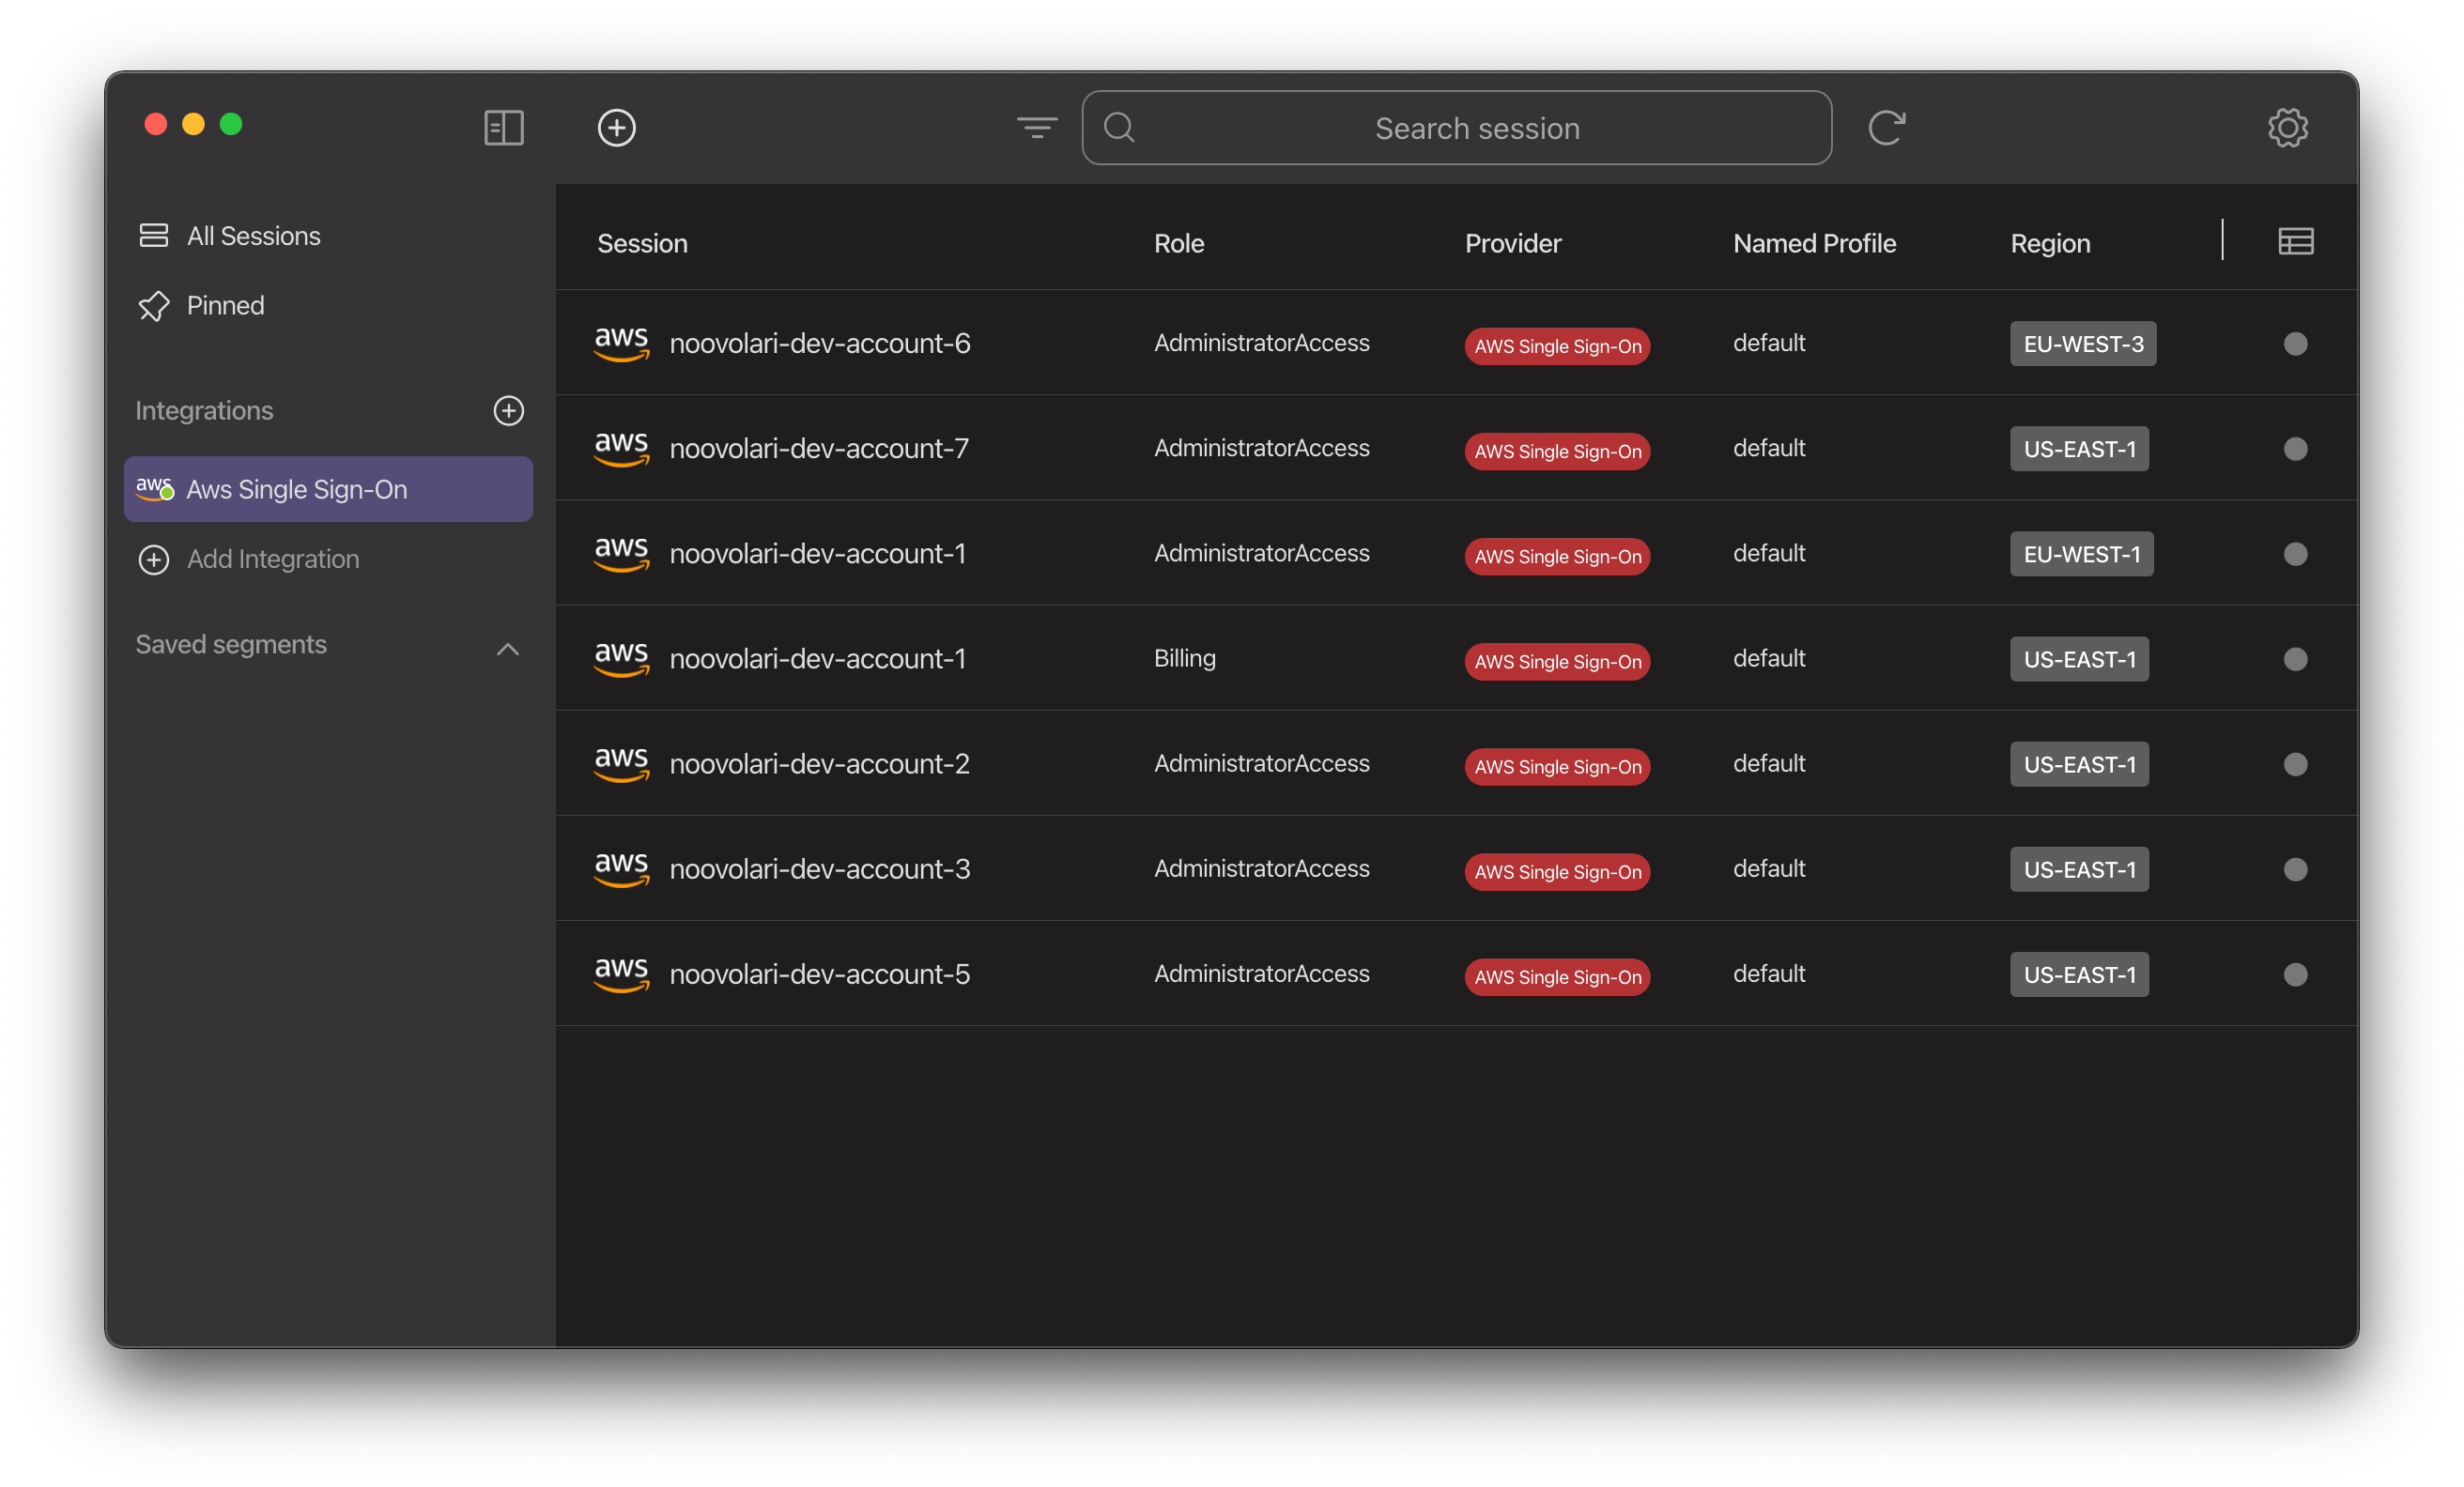 Search session
All Sessions
Pinned
Integrations
aws Aws Single Sign-On
Add Integration
Saved segments
Session Role Provider Named Profile Region
aws noovolari-dev-account-6 AdministratorAccess AWS Single Sign-On default EU-WEST-3
aws noovolari-dev-account-7 AdministratorAccess AWS Single Sign-On default US-EAST-1
aws noovolari-dev-account-1 AdministratorAccess AWS Single Sign-On default EU-WEST-1
aws noovolari-dev-account-1 Billing AWS Single Sign-On default US-EAST-1
aws noovolari-dev-account-2 AdministratorAccess AWS Single Sign-On default US-EAST-1
aws noovolari-dev-account-3 AdministratorAccess AWS Single Sign-On default US-EAST-1
aws noovolari-dev-account-5 AdministratorAccess AWS Single Sign-On default US-EAST-1